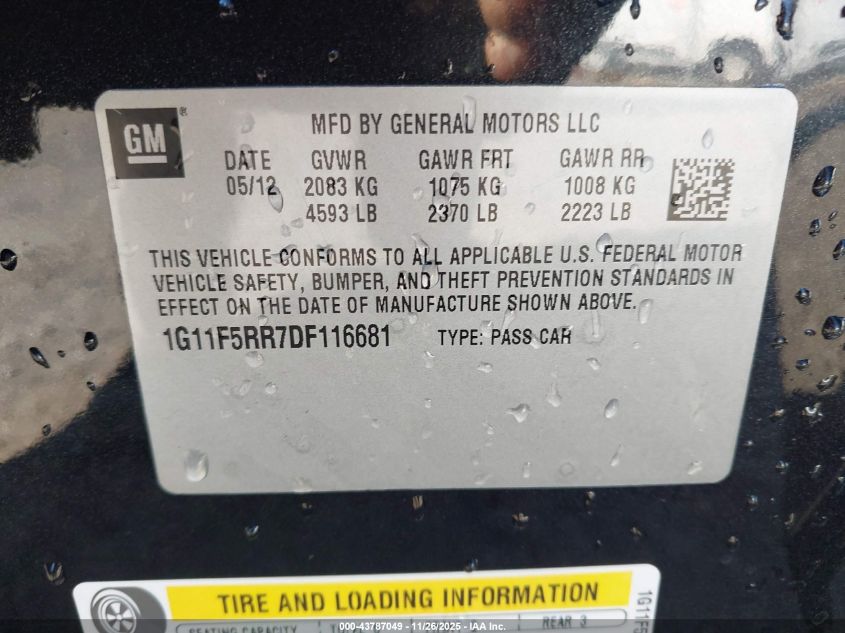 GM ®
MFD BY GENERAL MOTORS LLC
DATE GVWR GAWR FRT GAWR RR
05/12 2083 KG 1075 KG 1008 KG
4593 LB 2370 LB 2223 LB
THIS VEHICLE CONFORMS TO ALL APPLICABLE U.S. FEDERAL MOTOR
VEHICLE SAFETY, BUMPER, AND THEFT PREVENTION STANDARDS IN
EFFECT ON THE DATE OF MANUFACTURE SHOWN ABOVE.
1G11F5RR7DF116681 TYPE: PASS CAR
TIRE AND LOADING INFORMATION
SEATING CAPACITY REAR 3
1G11F5
000-43787049 - 11/26/2025 - IAA Inc.